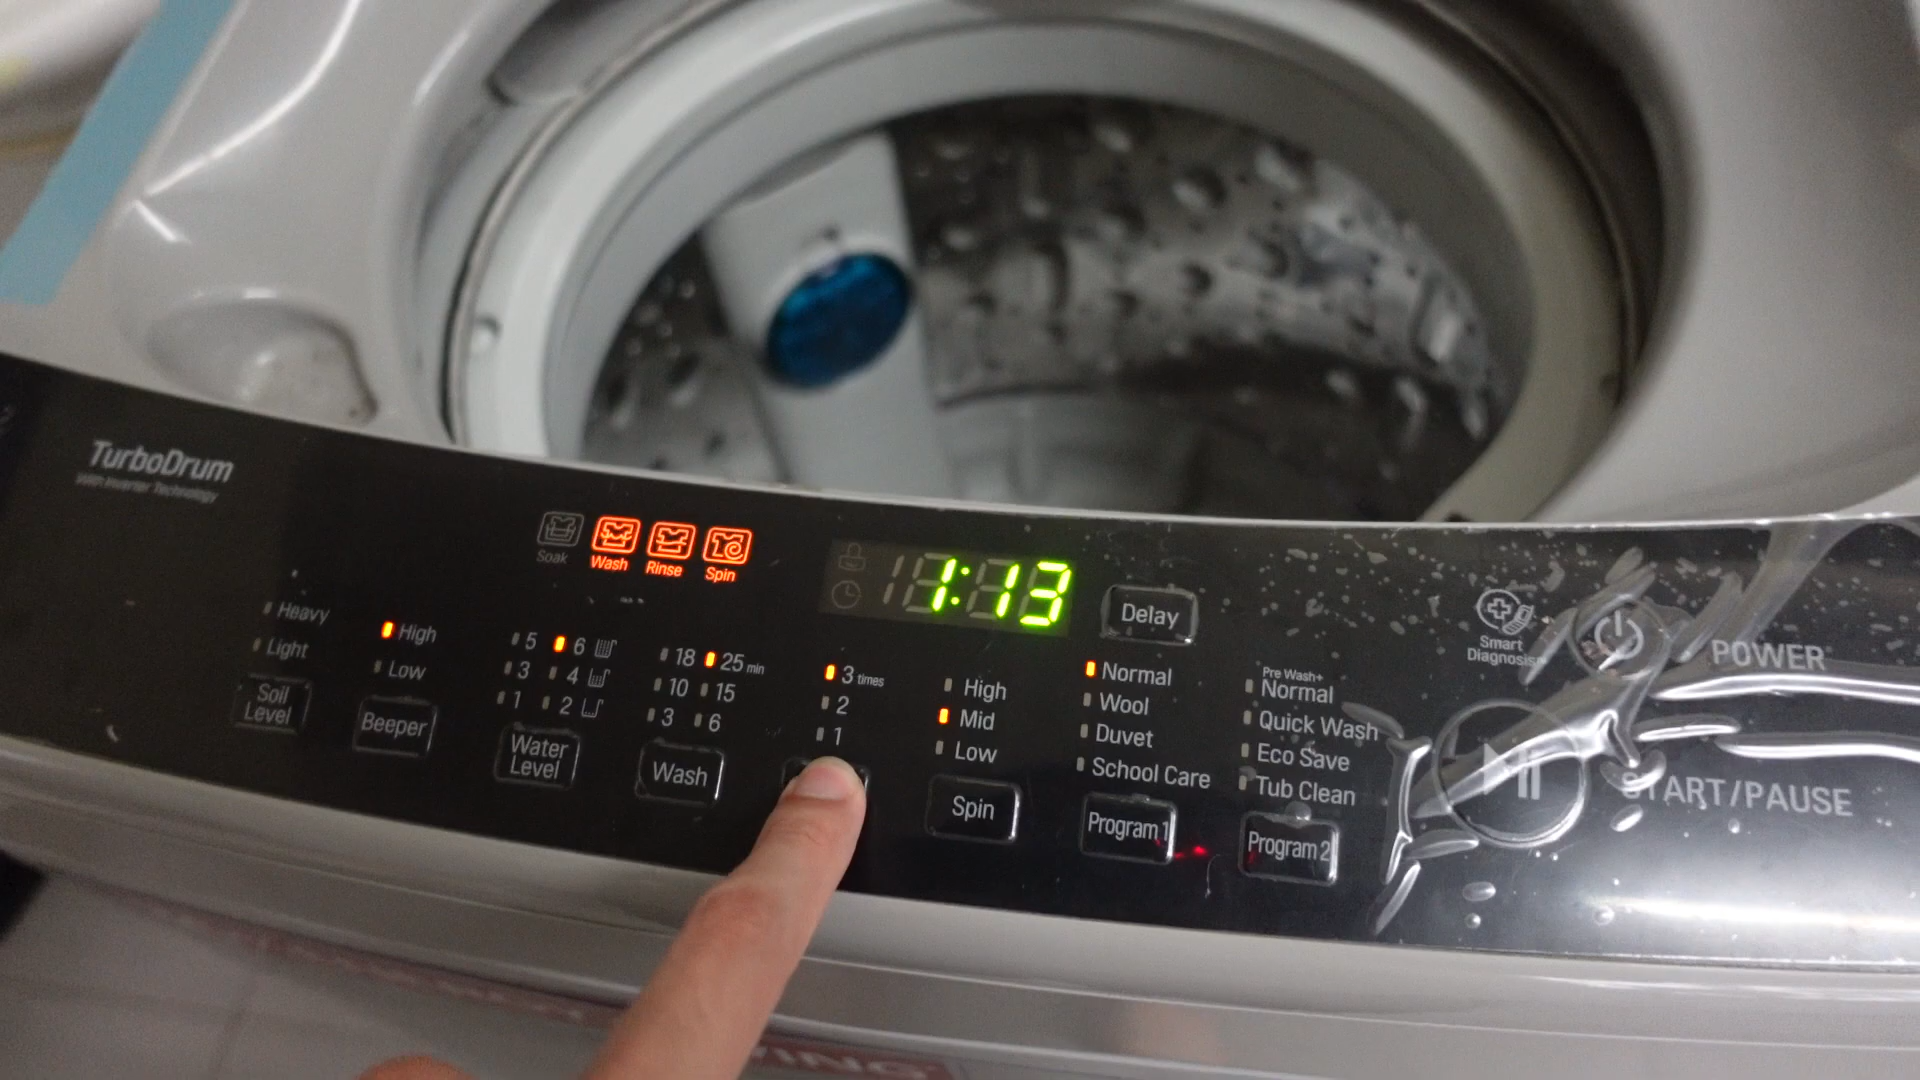 TurboDrum
With Inverter Technology
Soak
Wash
Rinse
Spin
1:13
Delay
Smart
Diagnosis
POWER
START/PAUSE
Heavy
Light
Soil
Level
High
Low
Beeper
5 6
3 4
1 2
Water
Level
18 25 min
10 15
3 6
Wash
3 times
2
1
High
Mid
Low
Spin
Normal
Wool
Duvet
School Care
Program 1
Pre Wash+
Normal
Quick Wash
Eco Save
Tub Clean
Program 2